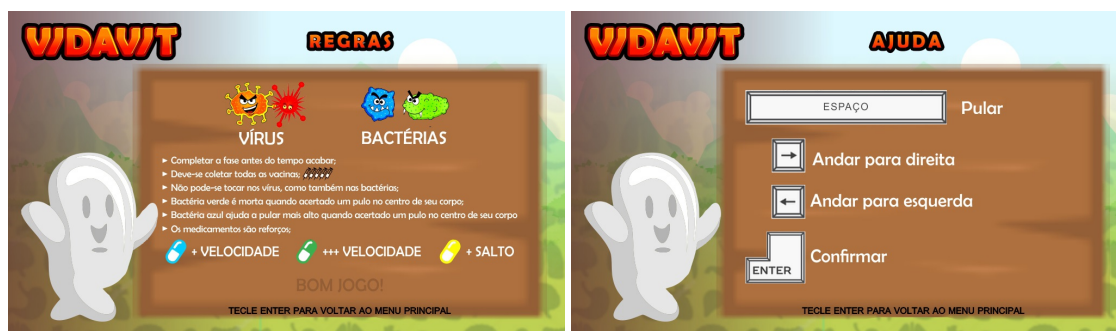 VIDAVIT
REGRAS
VÍRUS
BACTÉRIAS
Completar a fase antes do tempo acabar;
Deve-se coletar todas as vacinas;
Não pode-se tocar nos vírus, como também nas bactérias;
Bactéria verde é morta quando acertado um pulo no centro de seu corpo;
Bactéria azul ajuda a pular mais alto quando acertado um pulo no centro de seu corpo
Os medicamentos são reforços;
+ VELOCIDADE
+++ VELOCIDADE
+ SALTO
BOM JOGO!
TECLE ENTER PARA VOLTAR AO MENU PRINCIPAL
VIDAVIT
AJUDA
ESPAÇO
Pular
Andar para direita
Andar para esquerda
ENTER
Confirmar
TECLE ENTER PARA VOLTAR AO MENU PRINCIPAL